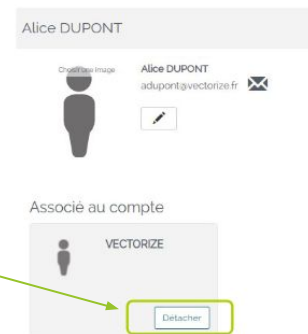 Alice DUPONT
Choisir une image
Alice DUPONT
adupont@vectorize.fr
Associé au compte
VECTORIZE
Détacher